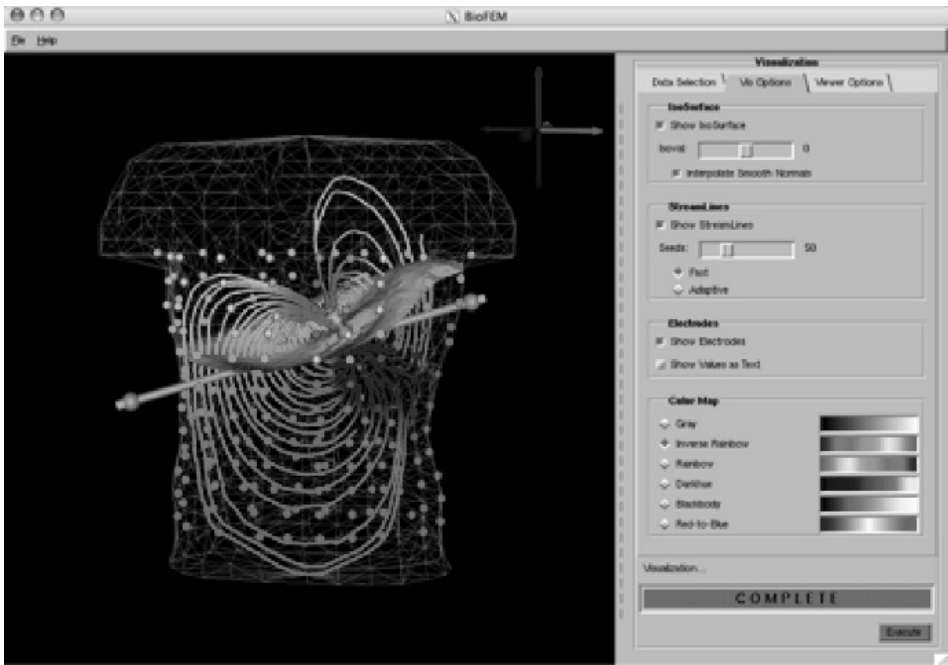 BioFEM
File Help
Visualization
Data Selection Vis Options Viewer Options
IsoSurface
Show IsoSurface
Isoval: 0
Interpolate Smooth Normals
StreamLines
Show StreamLines
Seeds: 50
Fast
Adaptive
Electrodes
Show Electrodes
Show Values as Text
Color Map
Gray
Inverse Rainbow
Rainbow
Darkhue
Blackbody
Red-to-Blue
Visualization...
COMPLETE
Execute